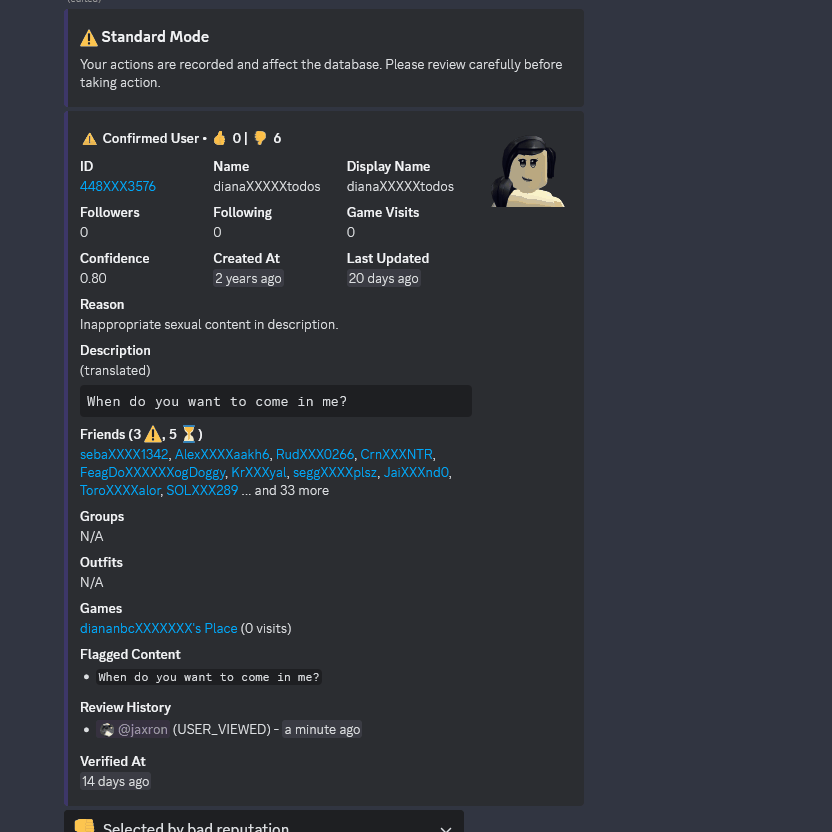 Standard Mode
Your actions are recorded and affect the database. Please review carefully before
taking action.
Confirmed User • 👍 0 | 👎 6
ID Name Display Name
448XXX3576 dianaXXXXXtodos dianaXXXXXtodos
Followers Following Game Visits
0 0 0
Confidence Created At Last Updated
0.80 2 years ago 20 days ago
Reason
Inappropriate sexual content in description.
Description
(translated)
When do you want to come in me?
Friends (3 ⚠️, 5 ⏳)
sebaXXXX1342, AlexXXXXaakh6, RudXXX0266, CrnXXXNTR,
FeagDoXXXXXXogDoggy, KrXXXyal, seggXXXXplsz, JaiXXXnd0,
ToroXXXXalor, SOLXXX289 ... and 33 more
Groups
N/A
Outfits
N/A
Games
diananbcXXXXXXX's Place (0 visits)
Flagged Content
• When do you want to come in me?
Review History
• @jaxron (USER_VIEWED) - a minute ago
Verified At
14 days ago
Selected by bad reputation